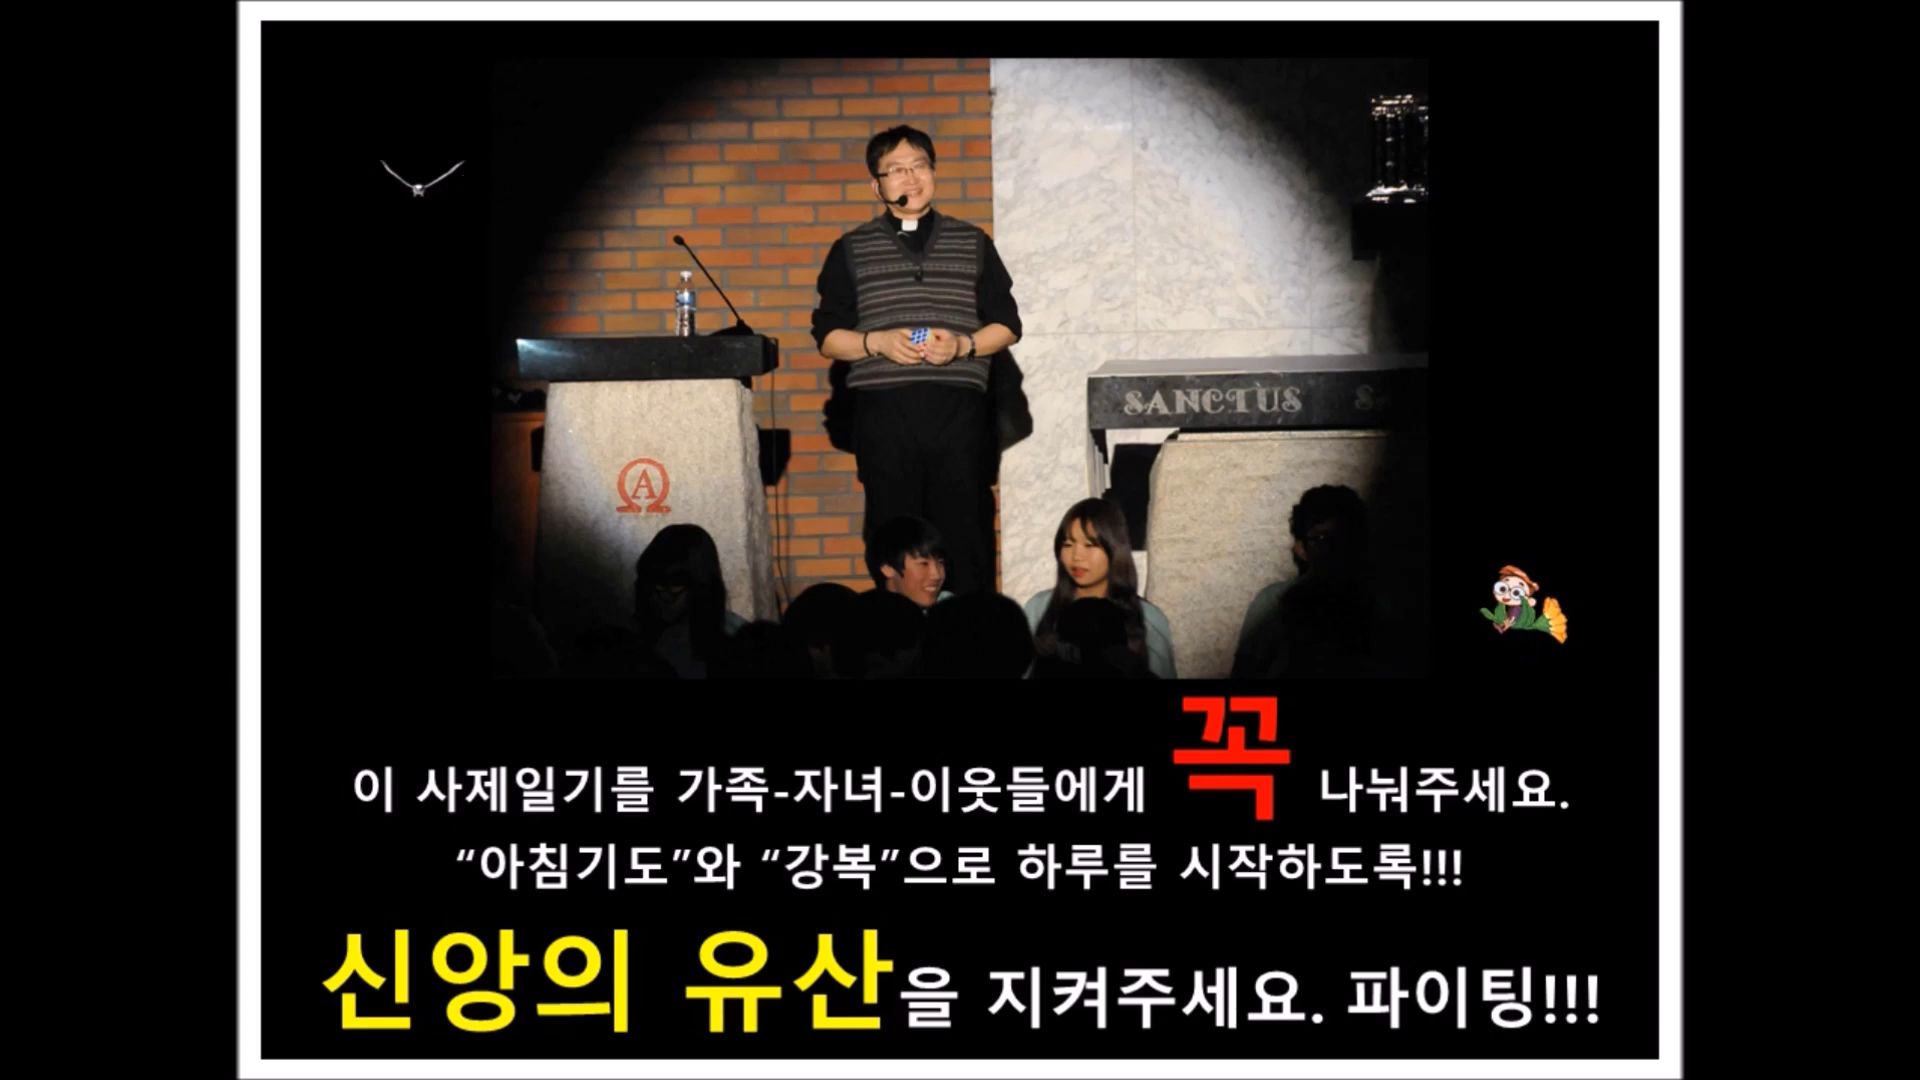 SANCTUS
AΩ
이 사제일기를 가족-자녀-이웃들에게 꼭 나눠주세요.
“아침기도”와 “강복”으로 하루를 시작하도록!!!
신앙의 유산을 지켜주세요. 파이팅!!!